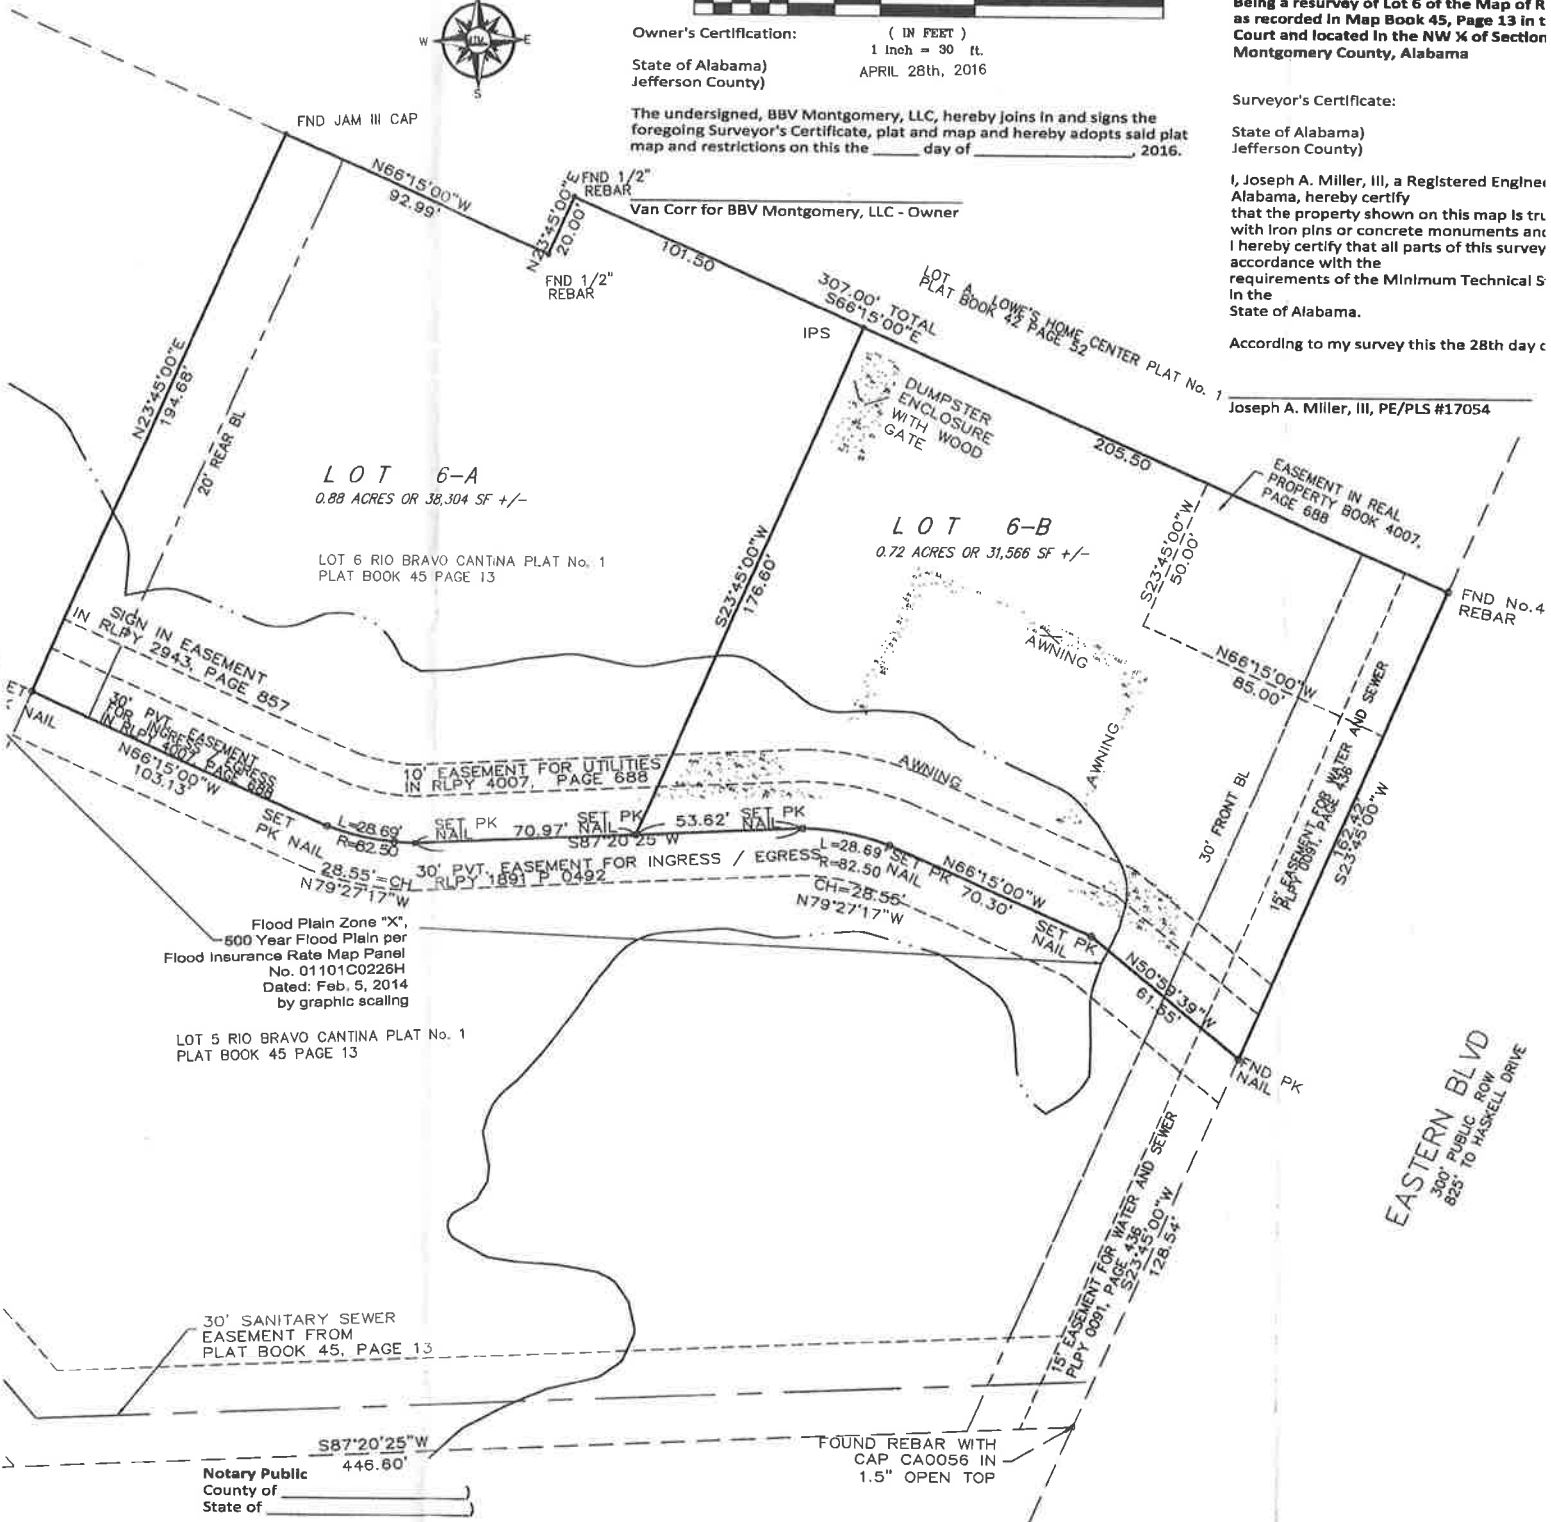 W
E
S
Owner's Certification:
( IN FEET )
1 inch = 30 ft.
APRIL 28th, 2016
State of Alabama)
Jefferson County)
The undersigned, BBV Montgomery, LLC, hereby joins in and signs the
foregoing Surveyor's Certificate, plat and map and hereby adopts said plat
map and restrictions on this the _____ day of _______________, 2016.
Van Corr for BBV Montgomery, LLC - Owner
Being a resurvey of Lot 6 of the Map of R
as recorded in Map Book 45, Page 13 in t
Court and located in the NW ¼ of Section
Montgomery County, Alabama
Surveyor's Certificate:
State of Alabama)
Jefferson County)
I, Joseph A. Miller, III, a Registered Enginee
Alabama, hereby certify
that the property shown on this map is tru
with iron pins or concrete monuments and
I hereby certify that all parts of this survey
accordance with the
requirements of the Minimum Technical S
in the
State of Alabama.
According to my survey this the 28th day o
Joseph A. Miller, III, PE/PLS #17054
FND JAM III CAP
N66°15'00"W
92.99'
N23°45'00"E
20.00'
FND 1/2"
REBAR
FND 1/2"
REBAR
101.50
307.00' TOTAL
S66°15'00"E
LOT A, LOWE'S HOME CENTER PLAT No. 1
PLAT BOOK 42 PAGE 52
IPS
DUMPSTER
ENCLOSURE
WITH WOOD
GATE
205.50
EASEMENT IN REAL
PROPERTY BOOK 4007,
PAGE 688
N23°45'00"E
194.68'
20' REAR BL
LOT 6-A
0.88 ACRES OR 38,304 SF +/-
LOT 6 RIO BRAVO CANTINA PLAT No. 1
PLAT BOOK 45 PAGE 13
S23°45'00"W
176.60'
LOT 6-B
0.72 ACRES OR 31,566 SF +/-
S23°45'00"W
50.00'
N66°15'00"W
85.00'
FND No.4
REBAR
AWNING
AWNING
AWNING
SIGN IN EASEMENT
IN RLPY 2943, PAGE 857
ET
NAIL
30' PVT. EASEMENT
FOR INGRESS / EGRESS
IN RLPY 4007, PAGE 688
N66°15'00"W
103.13'
10' EASEMENT FOR UTILITIES
IN RLPY 4007, PAGE 688
SET
PK NAIL
L=28.69'
R=82.50
SET PK
NAIL
70.97'
SET PK
NAIL
53.62'
SET PK
NAIL
S87°20'25"W
28.55'=CH
N79°27'17"W
30' PVT. EASEMENT FOR INGRESS / EGRESS
RLPY 1891 P 0492
L=28.69'
R=82.50
SET PK
NAIL
CH=28.55'
N79°27'17"W
N66°15'00"W
70.30'
SET PK
NAIL
N50°59'39"W
61.55'
30' FRONT BL
15' EASEMENT FOR WATER AND SEWER
PLPY 0091, PAGE 436
162.42'
S23°45'00"W
FND PK
NAIL
Flood Plain Zone "X",
500 Year Flood Plain per
Flood Insurance Rate Map Panel
No. 01101C0226H
Dated: Feb. 5, 2014
by graphic scaling
LOT 5 RIO BRAVO CANTINA PLAT No. 1
PLAT BOOK 45 PAGE 13
EASTERN BLVD
300' PUBLIC ROW
825' TO HASKELL DRIVE
15' EASEMENT FOR WATER AND SEWER
PLPY 0091, PAGE 436
S23°45'00"W
128.54'
30' SANITARY SEWER
EASEMENT FROM
PLAT BOOK 45, PAGE 13
S87°20'25"W
446.60'
FOUND REBAR WITH
CAP CA0056 IN
1.5" OPEN TOP
Notary Public
County of ____________________)
State of ______________________)